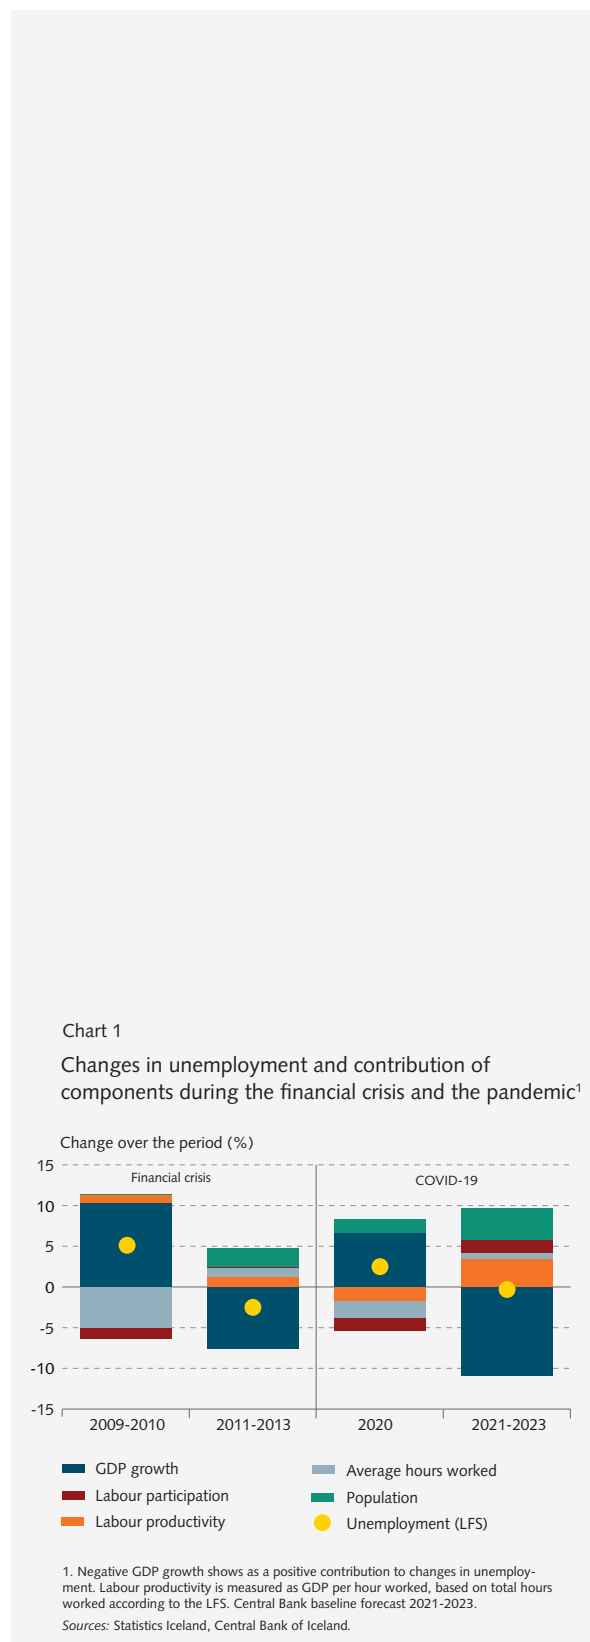 Chart 1
Changes in unemployment and contribution of
components during the financial crisis and the pandemic¹
Change over the period (%)
15
Financial crisis
COVID-19
10
5
0
-5
-10
-15
2009-2010
2011-2013
2020
2021-2023
GDP growth
Average hours worked
Labour participation
Population
Labour productivity
Unemployment (LFS)
1. Negative GDP growth shows as a positive contribution to changes in unemploy-
ment. Labour productivity is measured as GDP per hour worked, based on total hours
worked according to the LFS. Central Bank baseline forecast 2021-2023.
Sources: Statistics Iceland, Central Bank of Iceland.